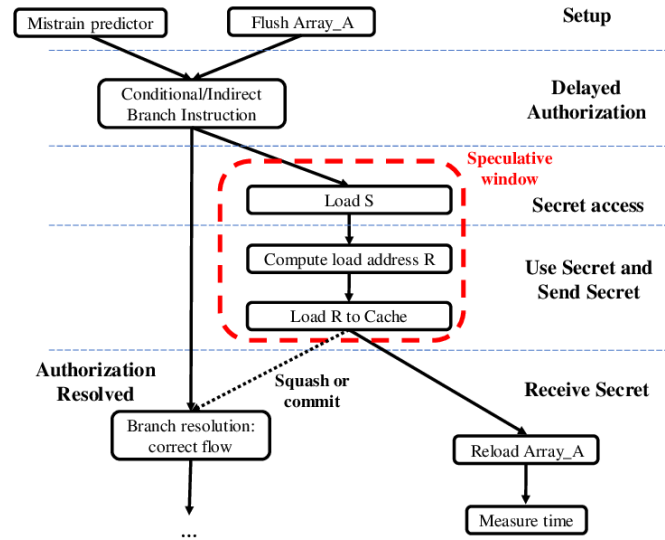 Mistrain predictor
Flush Array_A
Setup
Conditional/Indirect
Branch Instruction
Delayed
Authorization
Speculative
window
Load S
Secret access
Compute load address R
Use Secret and
Send Secret
Load R to Cache
Authorization
Resolved
Squash or
commit
Receive Secret
Branch resolution:
correct flow
Reload Array_A
Measure time
...